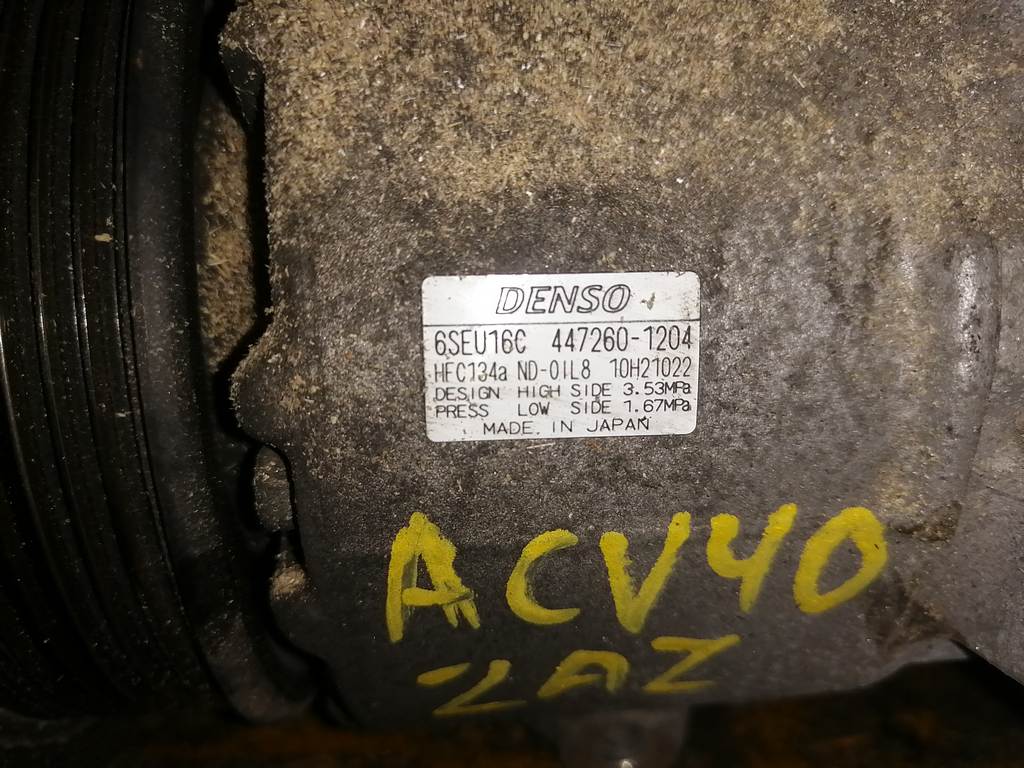 DENSO
6SEU16C 447260-1204
HFC134a ND-OIL8 10H21022
DESIGN HIGH SIDE 3.53MPa
PRESS LOW SIDE 1.67MPa
MADE IN JAPAN
ACV40
2AZ